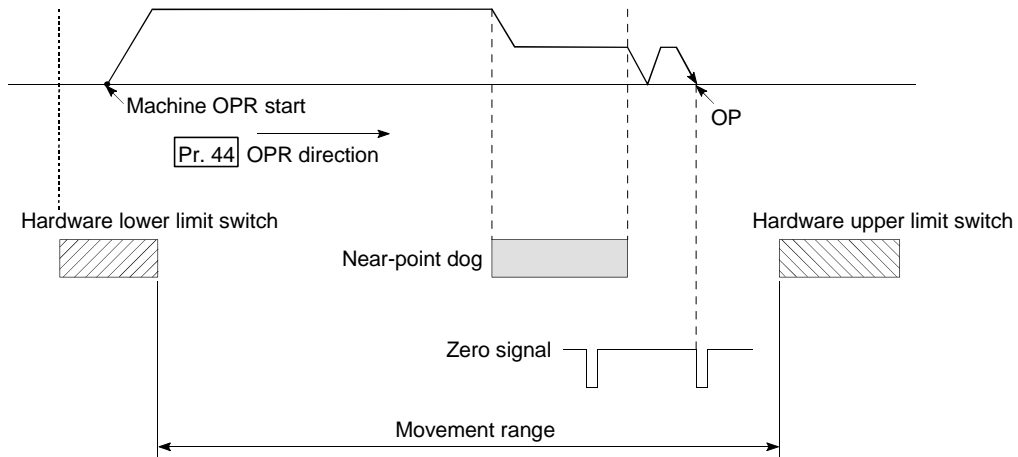 Machine OPR start
OP
Pr. 44 OPR direction
Hardware lower limit switch
Hardware upper limit switch
Near-point dog
Zero signal
Movement range